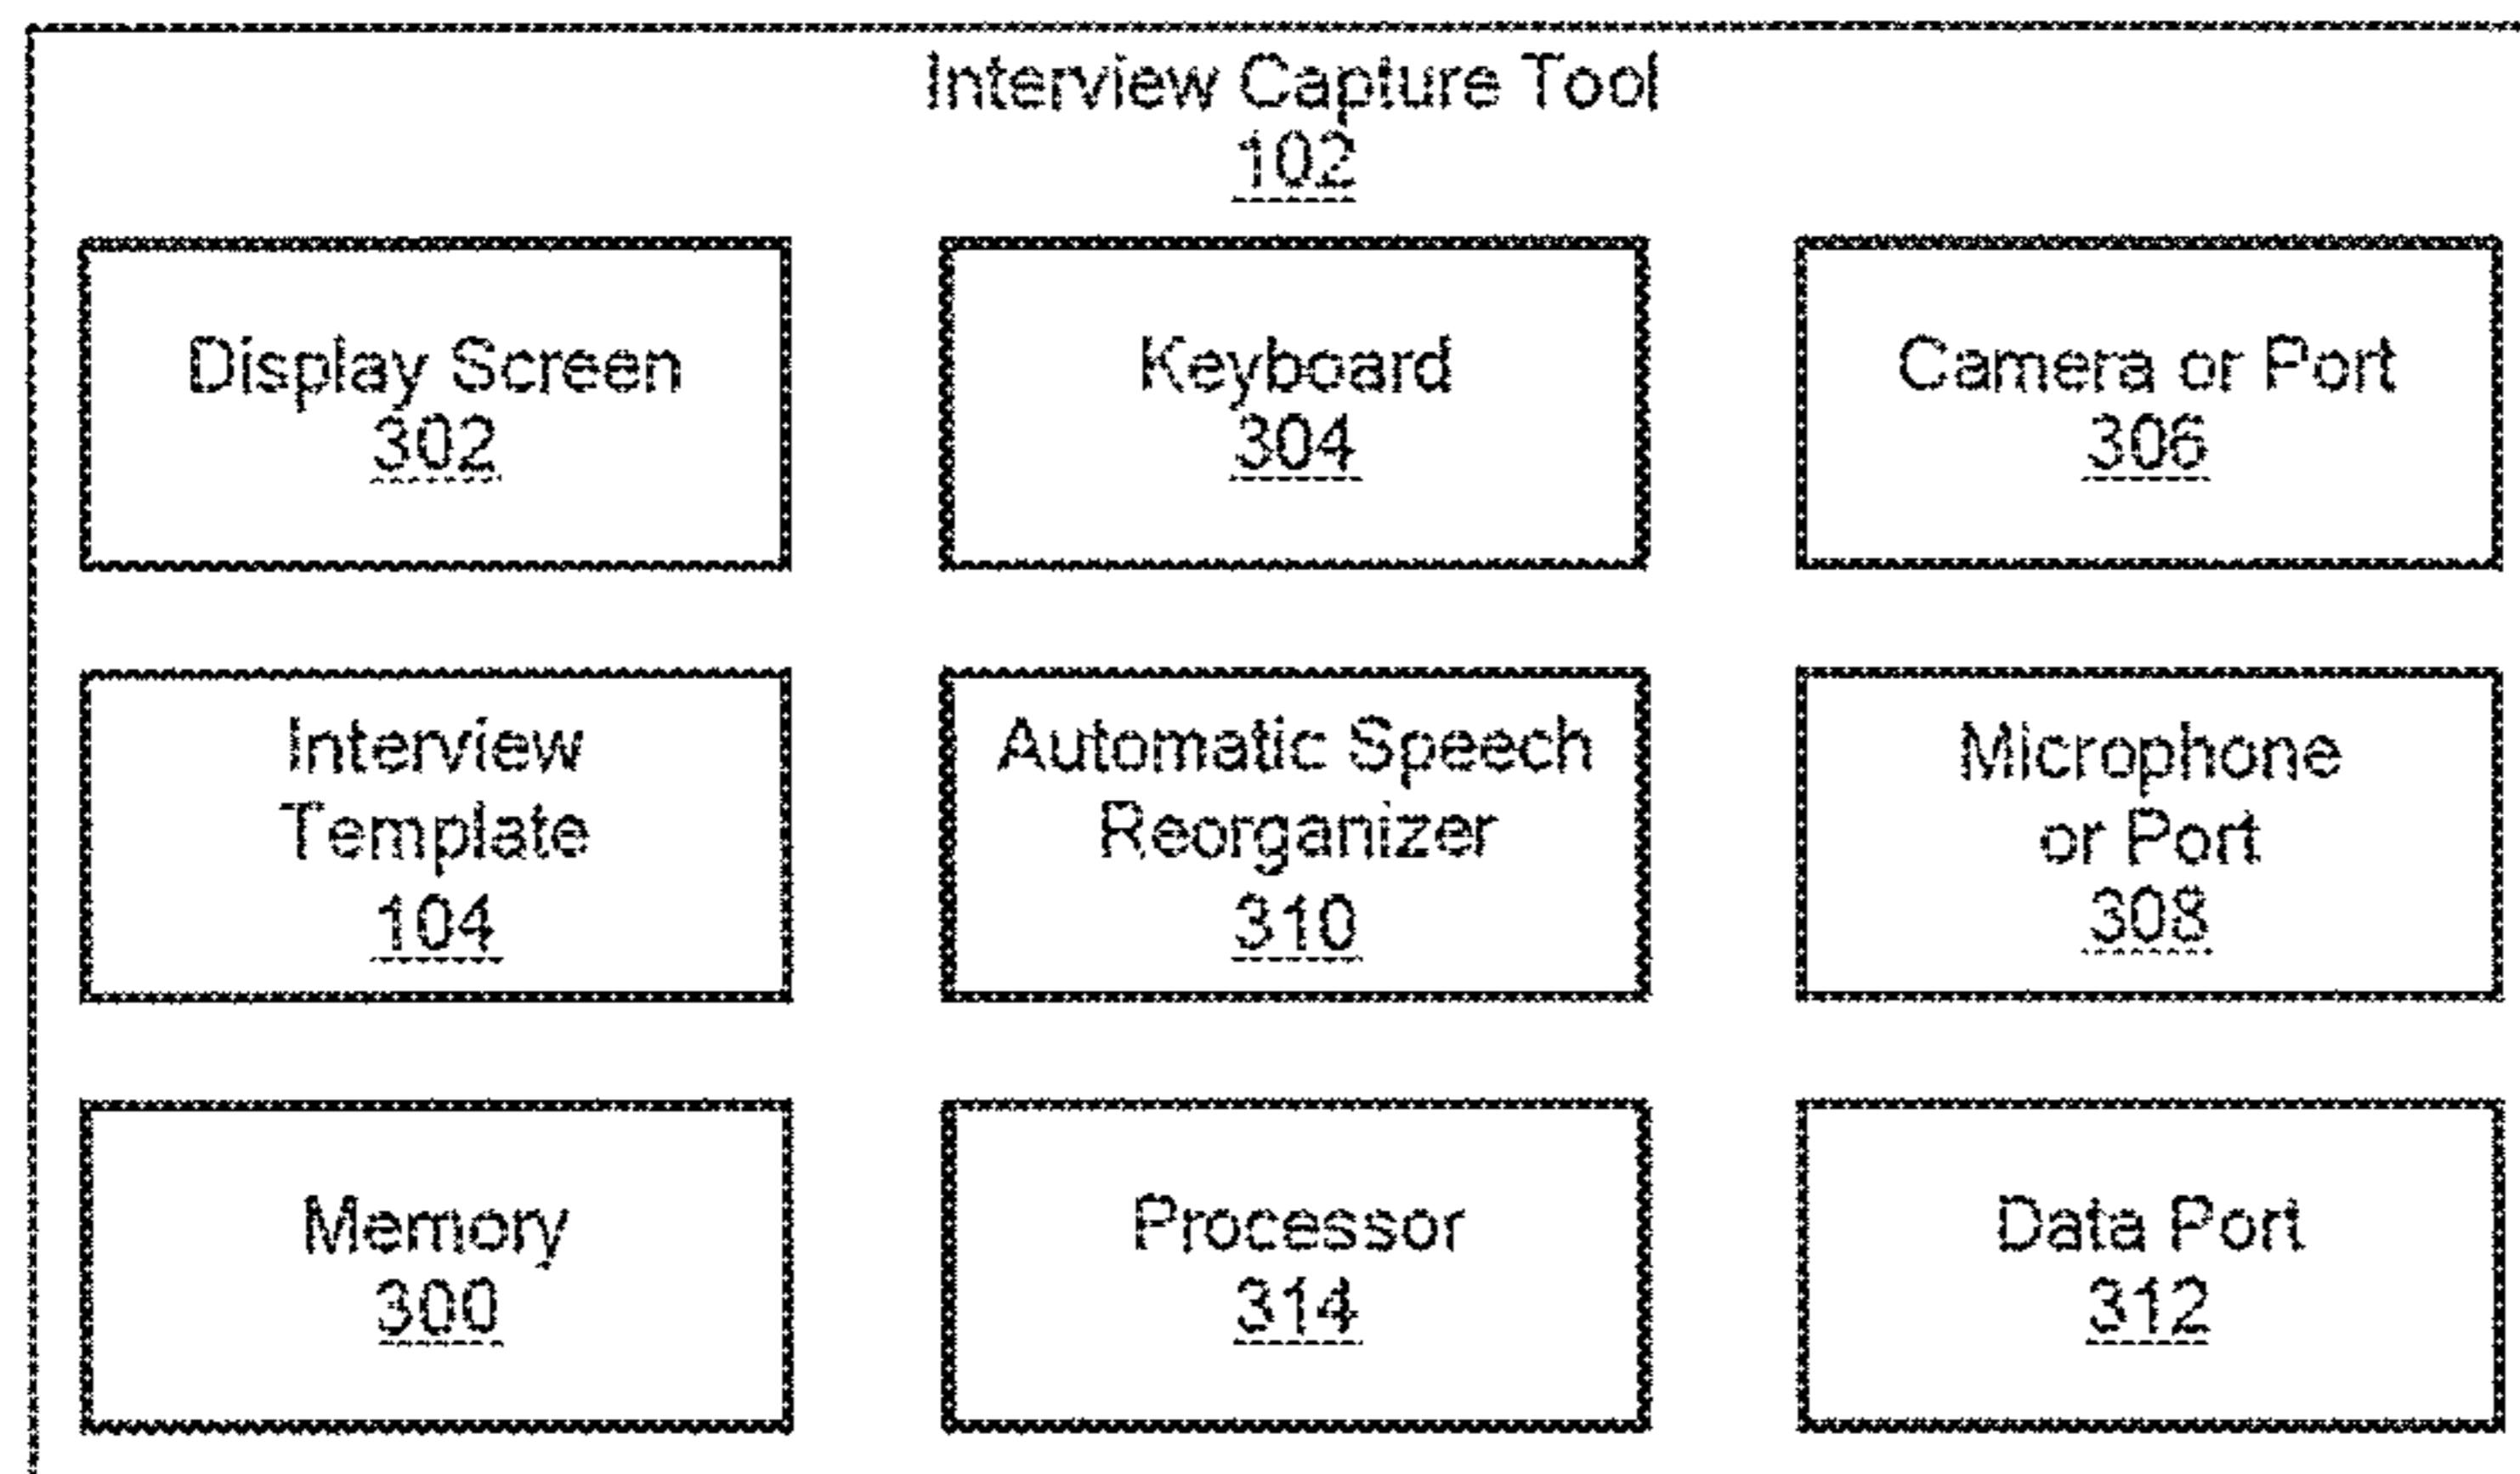 Interview Capture Tool
102
Display Screen
302
Keyboard
304
Camera or Port
306
Interview
Template
104
Automatic Speech
Reorganizer
310
Microphone
or Port
308
Memory
300
Processor
314
Data Port
312